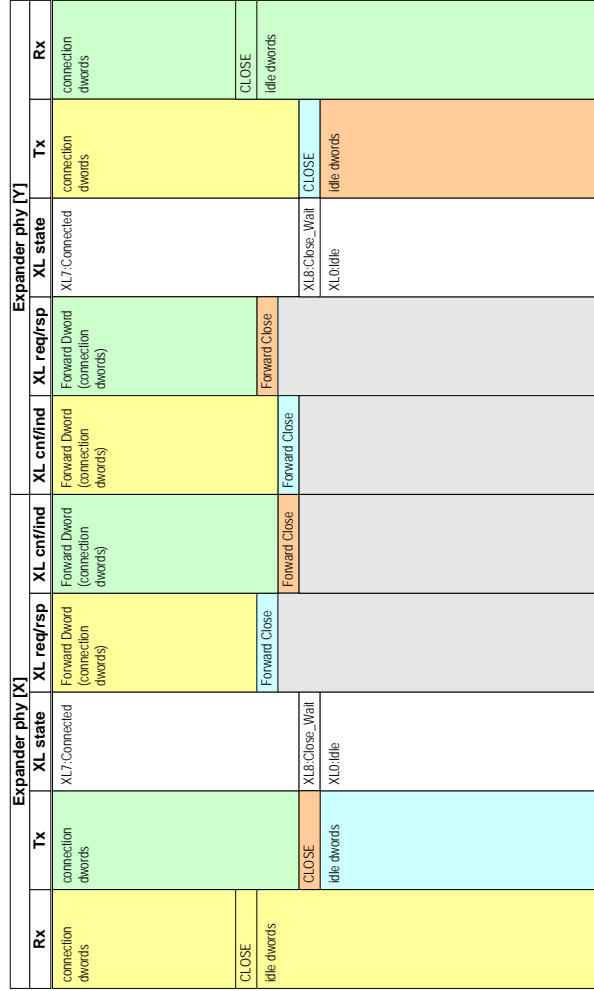 Expander phy [X]
Expander phy [Y]
Rx
Tx
XL state
XL req/rsp
XL cnf/ind
XL cnf/ind
XL req/rsp
XL state
Tx
Rx
connection
dwords
CLOSE
idle dwords
connection
dwords
CLOSE
idle dwords
XL7:Connected
XL8:Close_Wait
XL0:Idle
Forward Dword
(connection
dwords)
Forward Close
Forward Dword
(connection
dwords)
Forward Close
Forward Dword
(connection
dwords)
Forward Close
Forward Dword
(connection
dwords)
Forward Close
XL7:Connected
XL8:Close_Wait
XL0:Idle
connection
dwords
CLOSE
idle dwords
connection
dwords
CLOSE
idle dwords